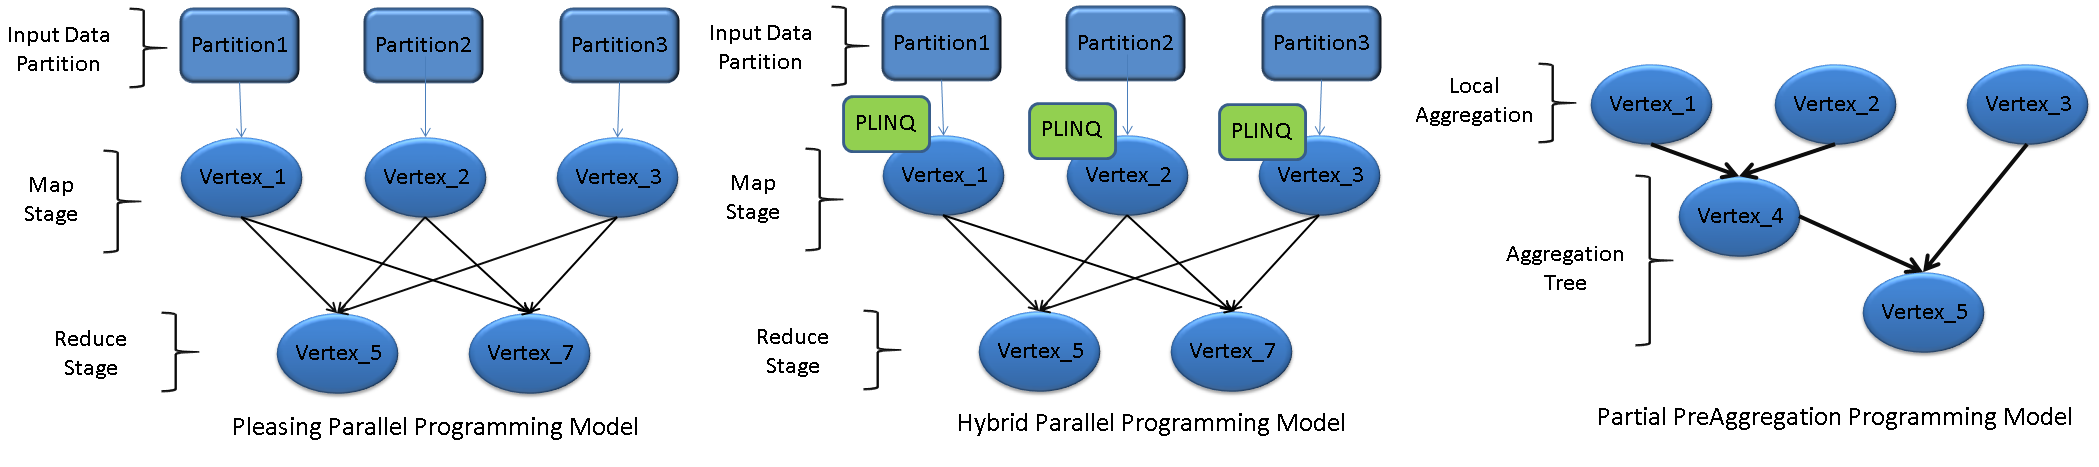 Input Data
Partition
Partition1
Partition2
Partition3
Map
Stage
Vertex_1
Vertex_2
Vertex_3
Reduce
Stage
Vertex_5
Vertex_7
Pleasing Parallel Programming Model
Input Data
Partition
Partition1
Partition2
Partition3
PLINQ
PLINQ
PLINQ
Map
Stage
Vertex_1
Vertex_2
Vertex_3
Reduce
Stage
Vertex_5
Vertex_7
Hybrid Parallel Programming Model
Local
Aggregation
Vertex_1
Vertex_2
Vertex_3
Aggregation
Tree
Vertex_4
Vertex_5
Partial PreAggregation Programming Model